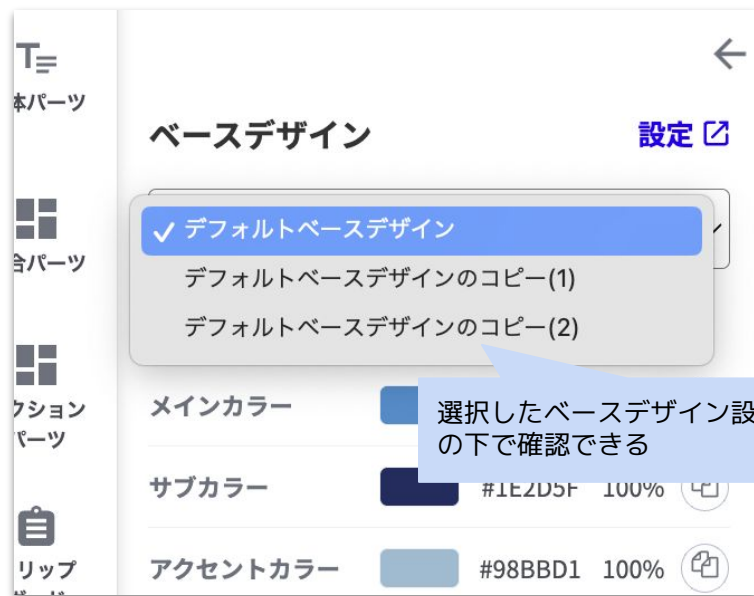 体パーツ
ベースデザイン
設定
デフォルトベースデザイン
デフォルトベースデザインのコピー(1)
合パーツ
デフォルトベースデザインのコピー(2)
メインカラー
選択したベースデザイン設
の下で確認できる
クション
パーツ
サブカラー
#1E2D5F 100%
リップ
アクセントカラー
#98BBD1 100%